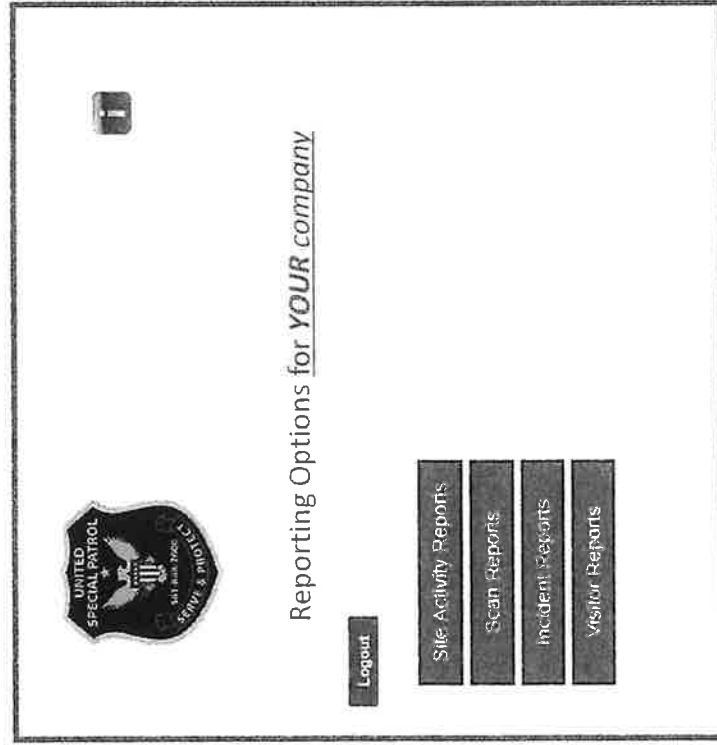 UNITED
SPECIAL PATROL
SERVE & PROTECT
i
Reporting Options for YOUR company
Logout
Site Activity Reports
Scan Reports
Incident Reports
Visitor Reports